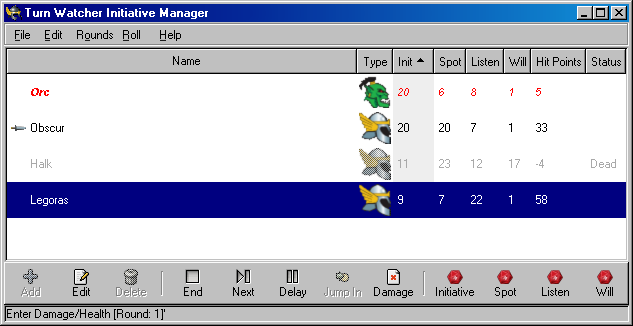 Turn Watcher Initiative Manager
File Edit Rounds Roll Help
Name Type Init Spot Listen Will Hit Points Status
Orc 20 6 8 1 5
Obscur 20 20 7 1 33
Halk 11 23 12 17 -4 Dead
Legoras 9 7 22 1 58
Add Edit Delete End Next Delay Jump In Damage Initiative Spot Listen Will
Enter Damage/Health [Round: 1]'